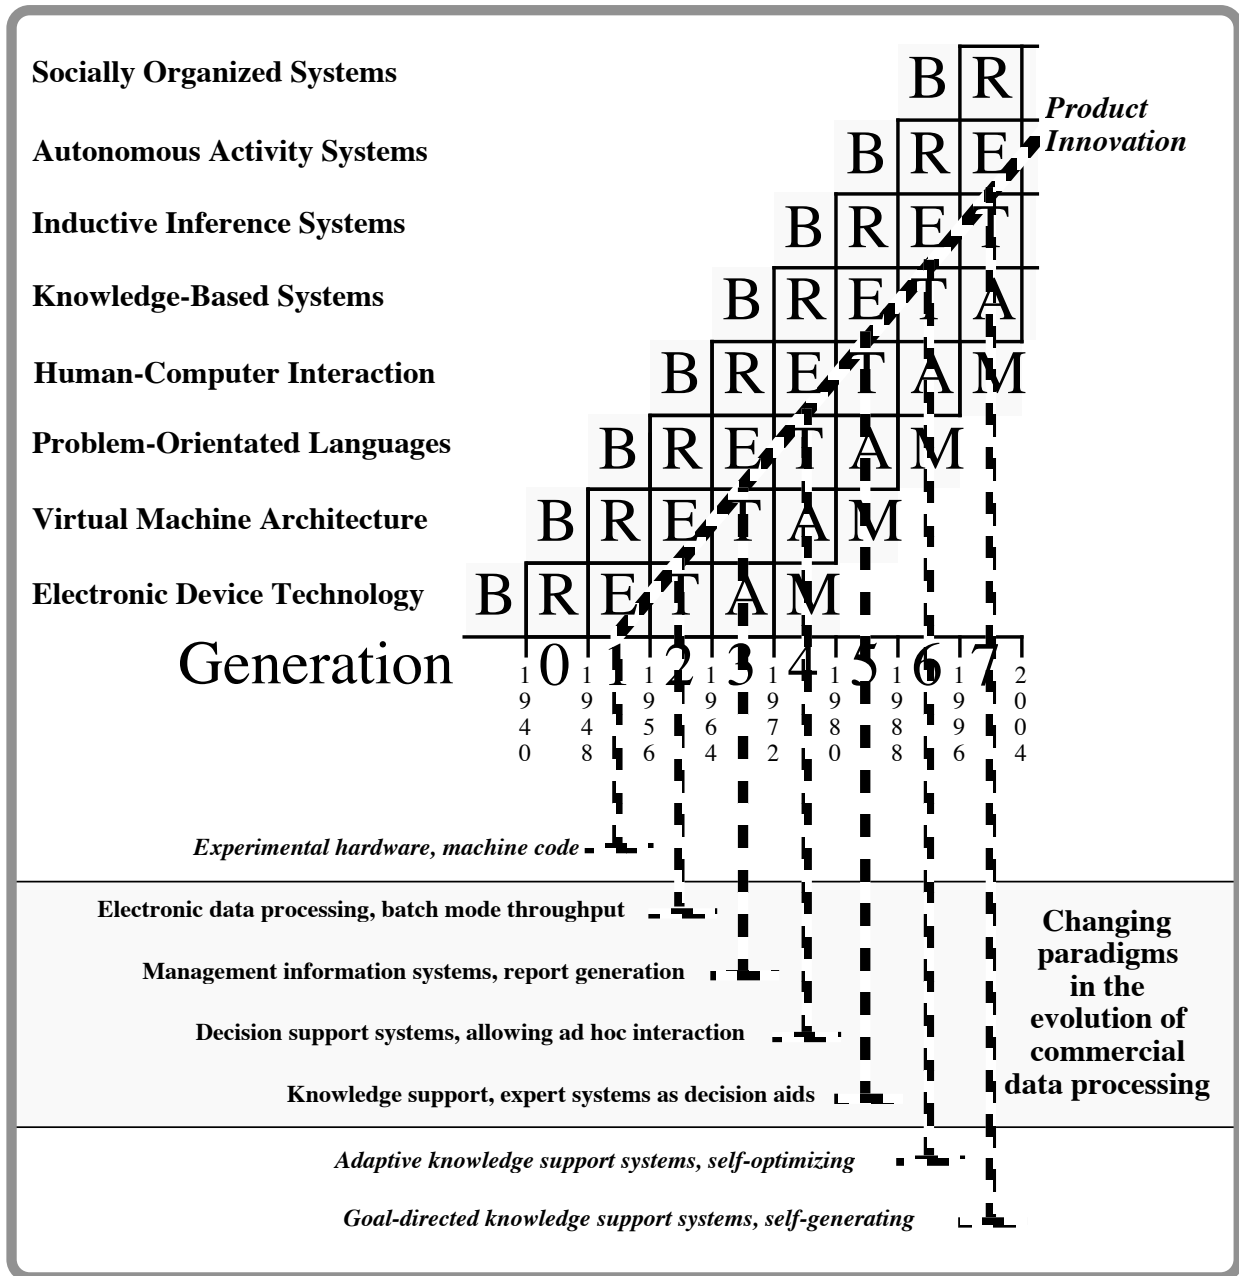 Socially Organized Systems B R
Product
Innovation
Autonomous Activity Systems B R E
Inductive Inference Systems B R E T
Knowledge-Based Systems B R E T A
Human-Computer Interaction B R E T A M
Problem-Orientated Languages B R E T A M
Virtual Machine Architecture B R E T A M
Electronic Device Technology B R E T A M
Generation 0 1 2 3 4 5 6 7
1940 1948 1956 1964 1972 1980 1988 1996 2004
Experimental hardware, machine code
Electronic data processing, batch mode throughput
Management information systems, report generation
Decision support systems, allowing ad hoc interaction
Knowledge support, expert systems as decision aids
Changing
paradigms
in the
evolution of
commercial
data processing
Adaptive knowledge support systems, self-optimizing
Goal-directed knowledge support systems, self-generating